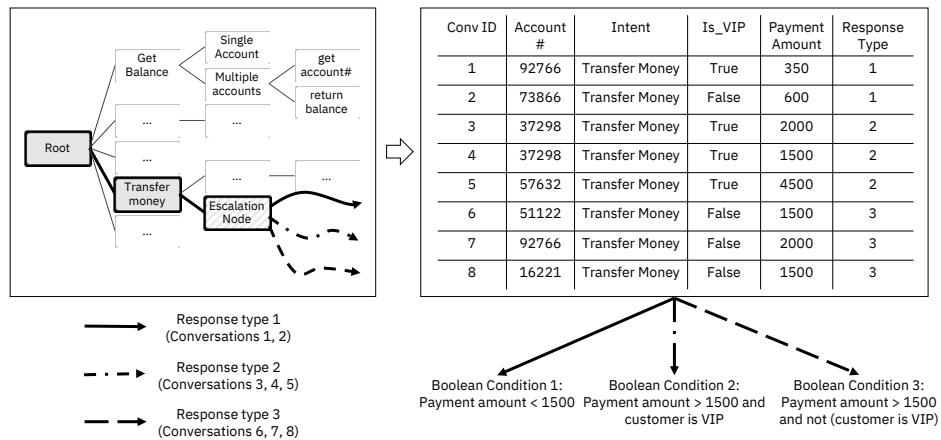 Get
Balance
Single
Account
Multiple
accounts
get
account#
return
balance
...
...
Root
...
...
...
Transfer
money
Escalation
Node
...
Conv ID Account # Intent Is_VIP Payment Amount Response Type
1 92766 Transfer Money True 350 1
2 73866 Transfer Money False 600 1
3 37298 Transfer Money True 2000 2
4 37298 Transfer Money True 1500 2
5 57632 Transfer Money True 4500 2
6 51122 Transfer Money False 1500 3
7 92766 Transfer Money False 2000 3
8 16221 Transfer Money False 1500 3
Response type 1
(Conversations 1, 2)
Response type 2
(Conversations 3, 4, 5)
Response type 3
(Conversations 6, 7, 8)
Boolean Condition 1:
Payment amount < 1500
Boolean Condition 2:
Payment amount > 1500 and
customer is VIP
Boolean Condition 3:
Payment amount > 1500
and not (customer is VIP)